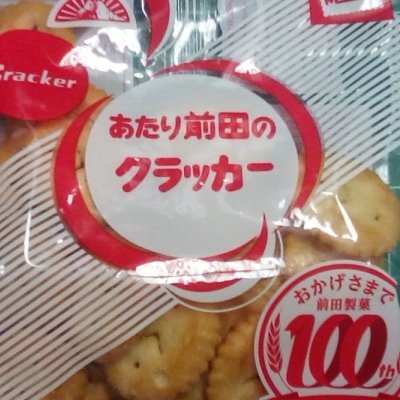 Cracker
あたり前田の
クラッカー
おかげさまで
前田製菓
100th